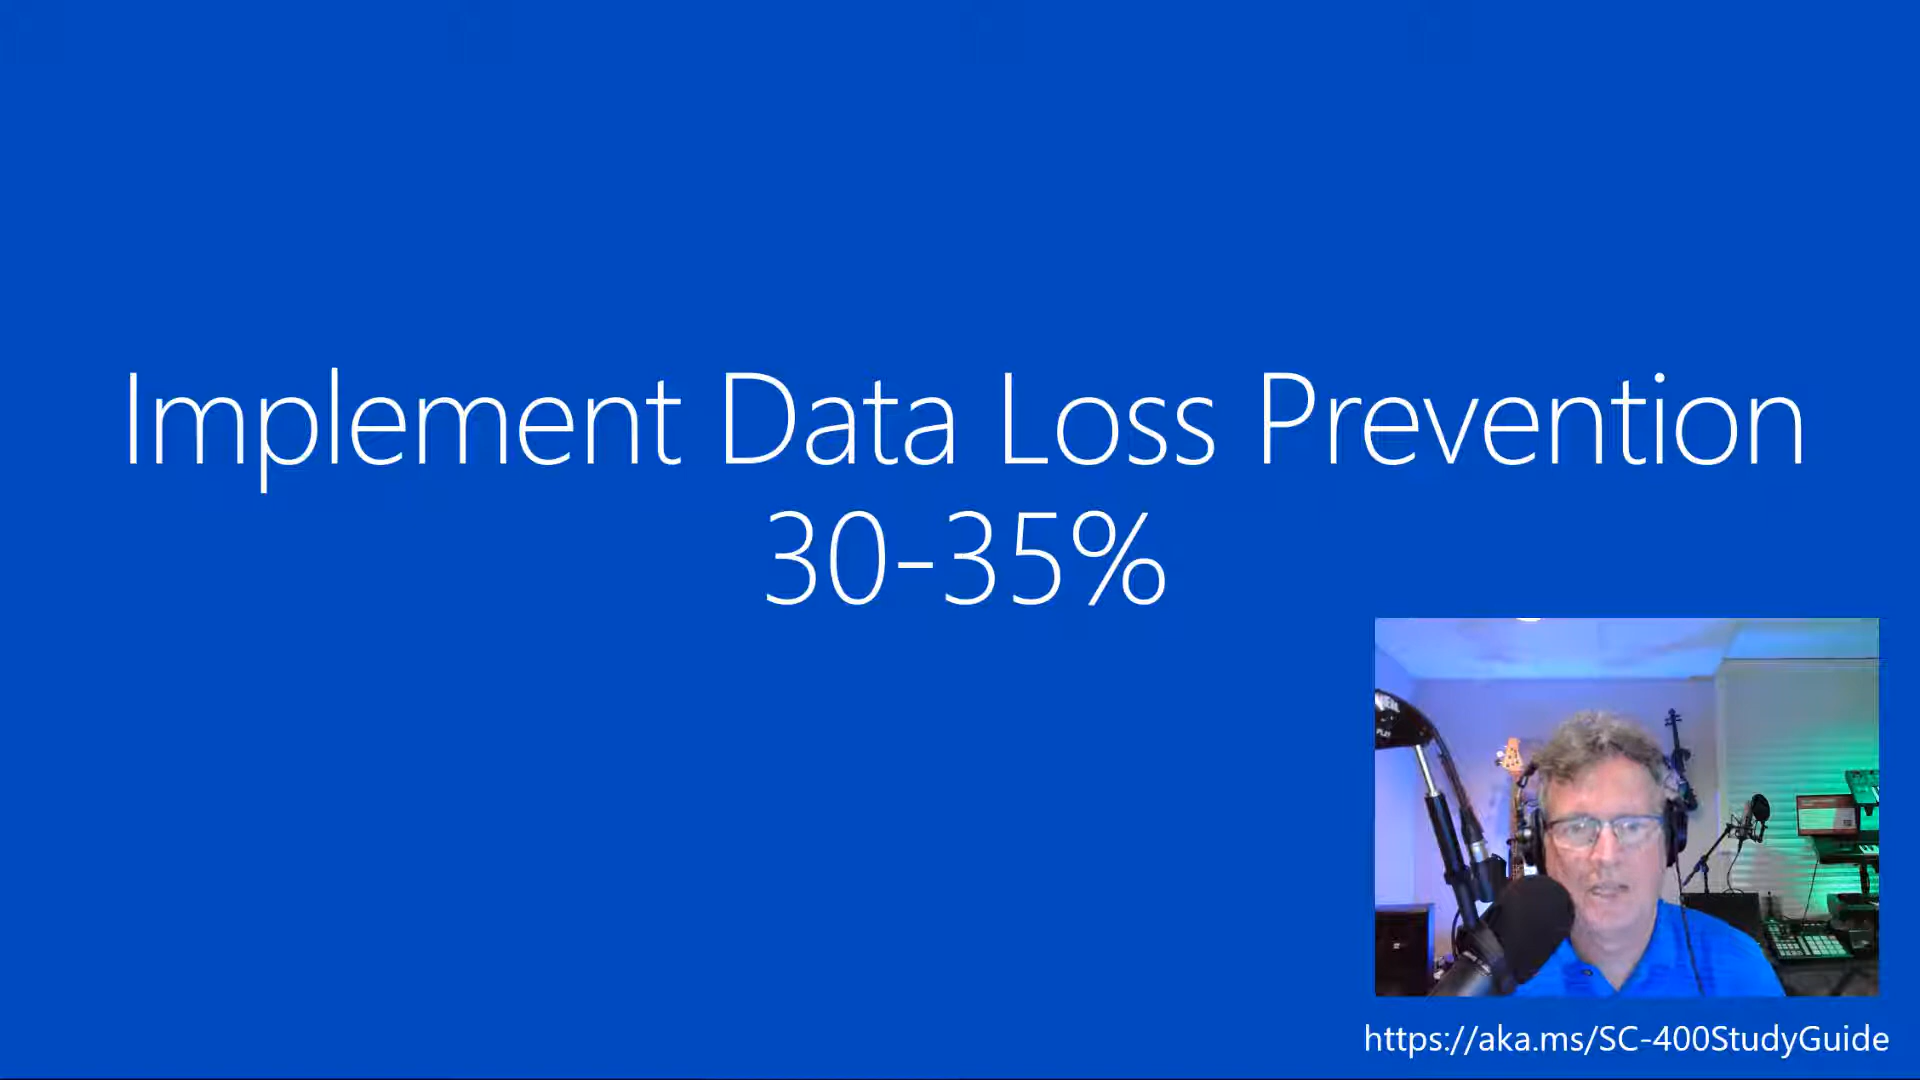 Implement Data Loss Prevention
30-35%
https://aka.ms/SC-400StudyGuide